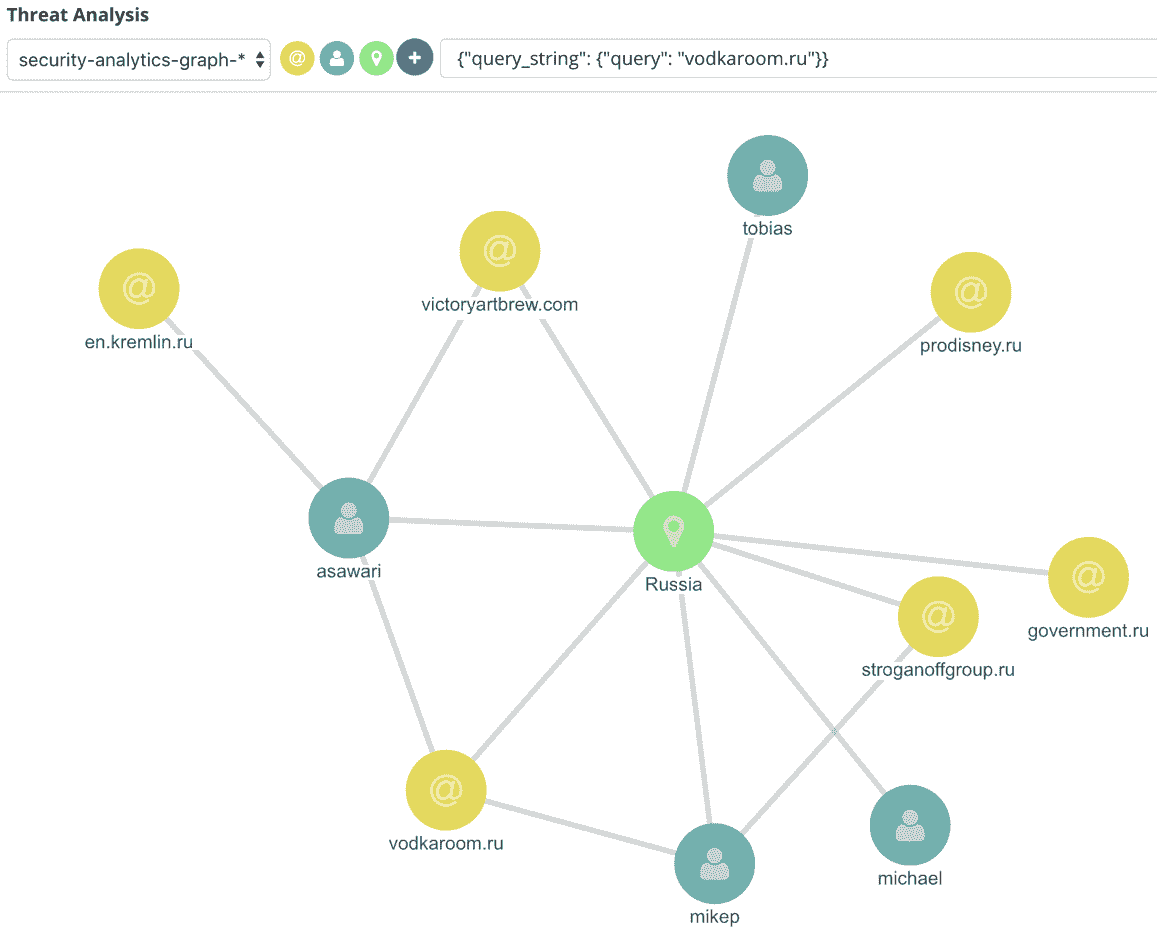 Threat Analysis
security-analytics-graph-* @ + {"query_string": {"query": "vodkaroom.ru"}}
@
tobias
@
@
victoryartbrew.com
en.kremlin.ru
prodisney.ru
asawari
Russia
@
@
government.ru
stroganoffgroup.ru
@
vodkaroom.ru
michael
mikep